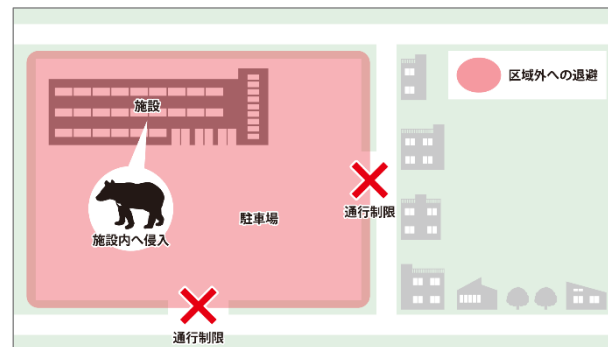 区域外への退避
施設
施設内へ侵入
駐車場
通行制限
通行制限